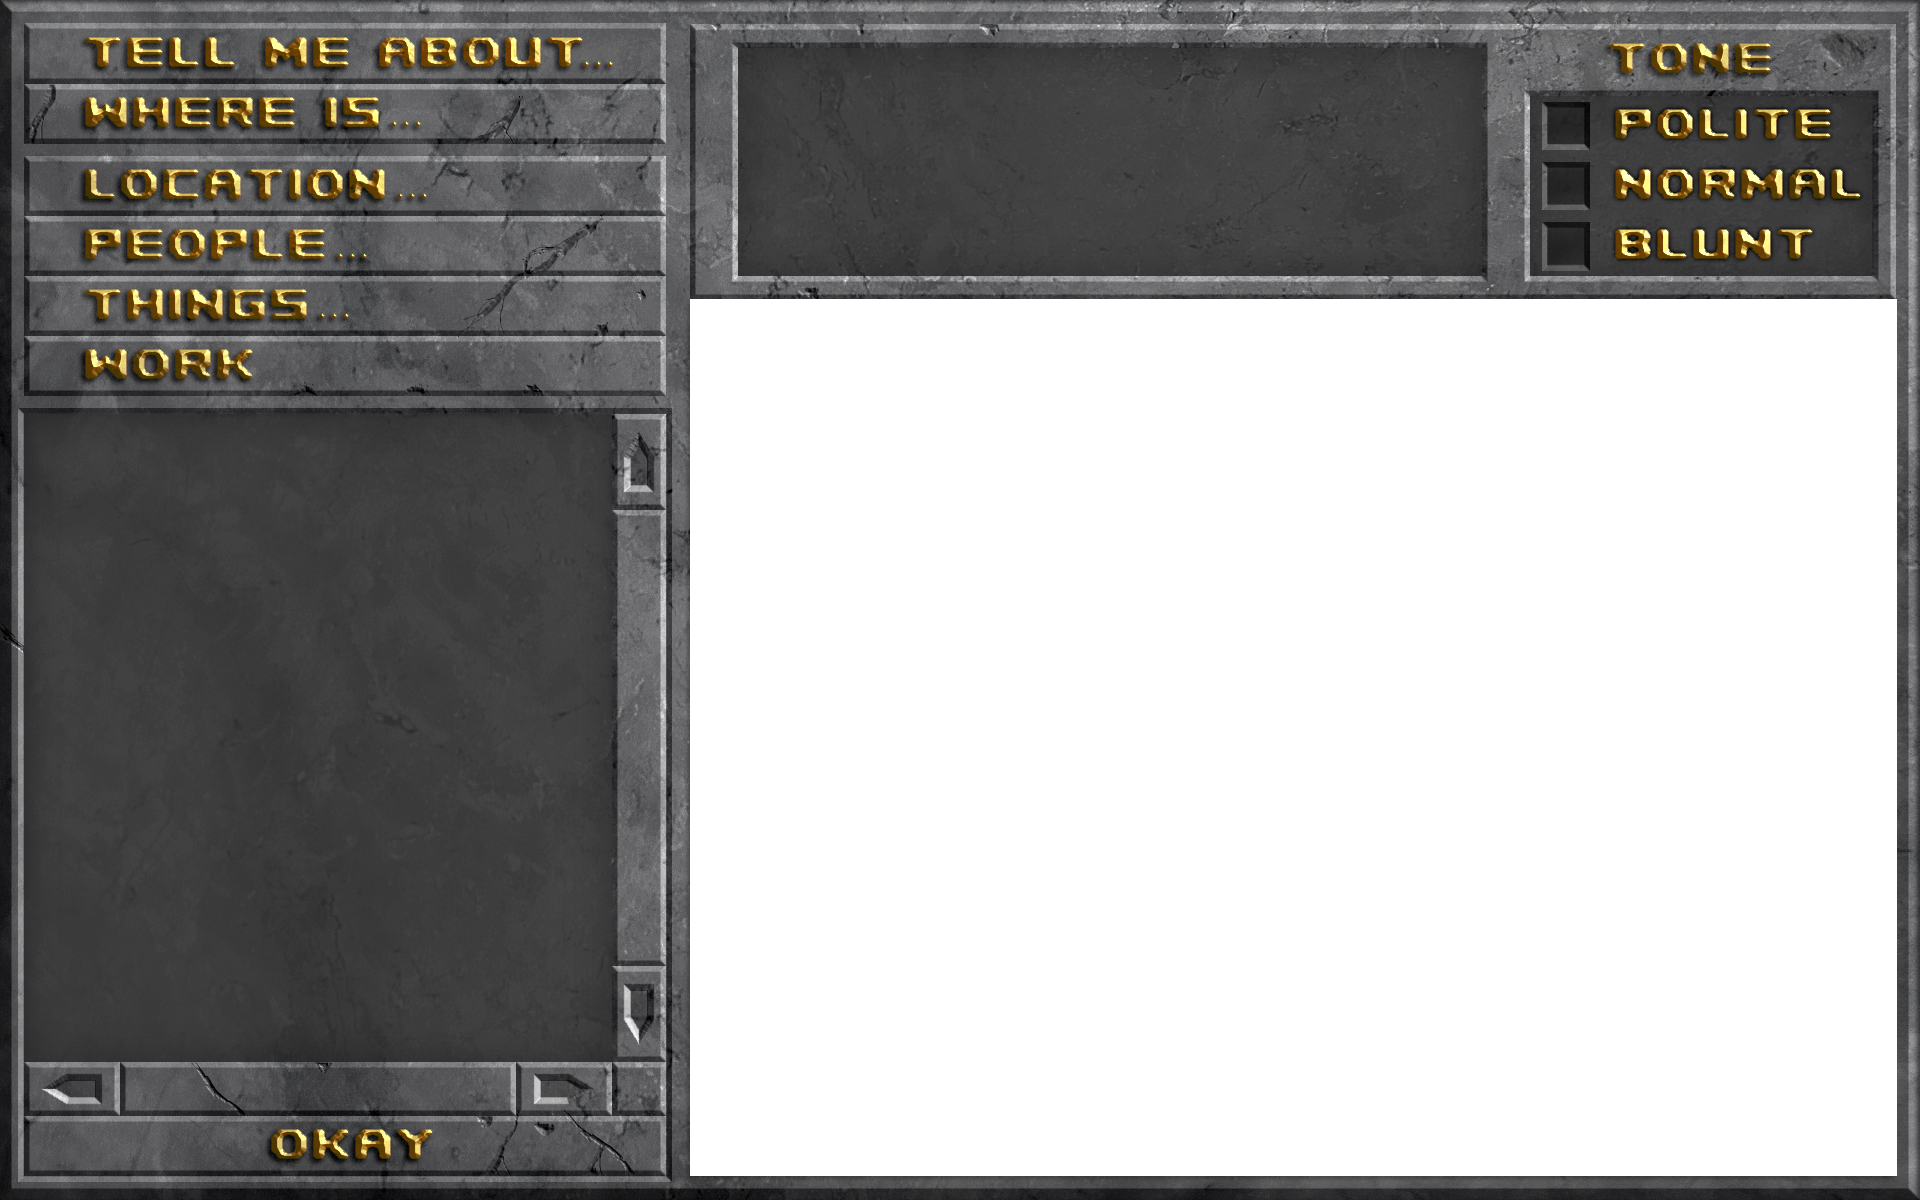 TELL ME ABOUT...
WHERE IS...
LOCATION...
PEOPLE...
THINGS...
WORK
OKAY
TONE
POLITE
NORMAL
BLUNT